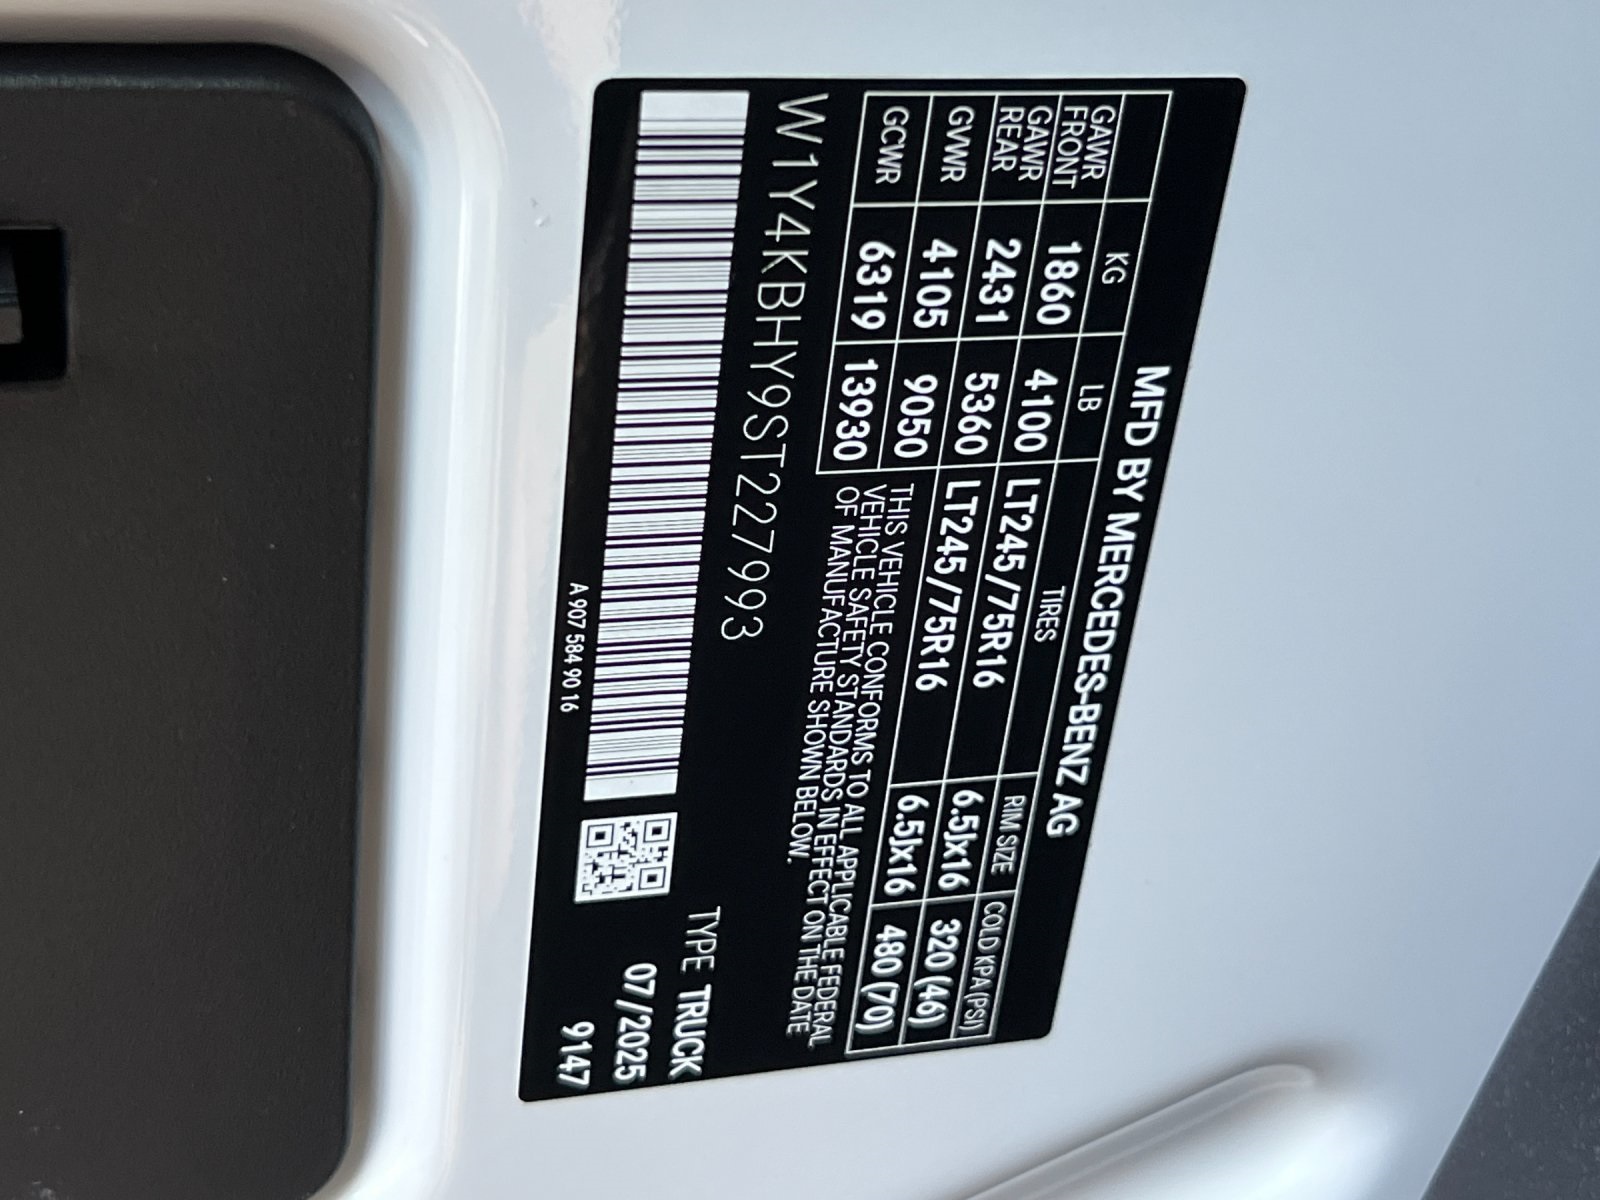 MFD BY MERCEDES-BENZ AG
KG LB TIRES RIM SIZE COLD KPA (PSI)
GAWR FRONT 1860 4100 LT245/75R16 6.5Jx16 320 (46)
GAWR REAR 2431 5360 LT245/75R16 6.5Jx16 480 (70)
GVWR 4105 9050
GCWR 6319 13930
THIS VEHICLE CONFORMS TO ALL APPLICABLE FEDERAL
VEHICLE SAFETY STANDARDS IN EFFECT ON THE DATE
OF MANUFACTURE SHOWN BELOW.
W1Y4KBHY9ST227993
TYPE TRUCK
07/2025
9147
A 907 584 90 16